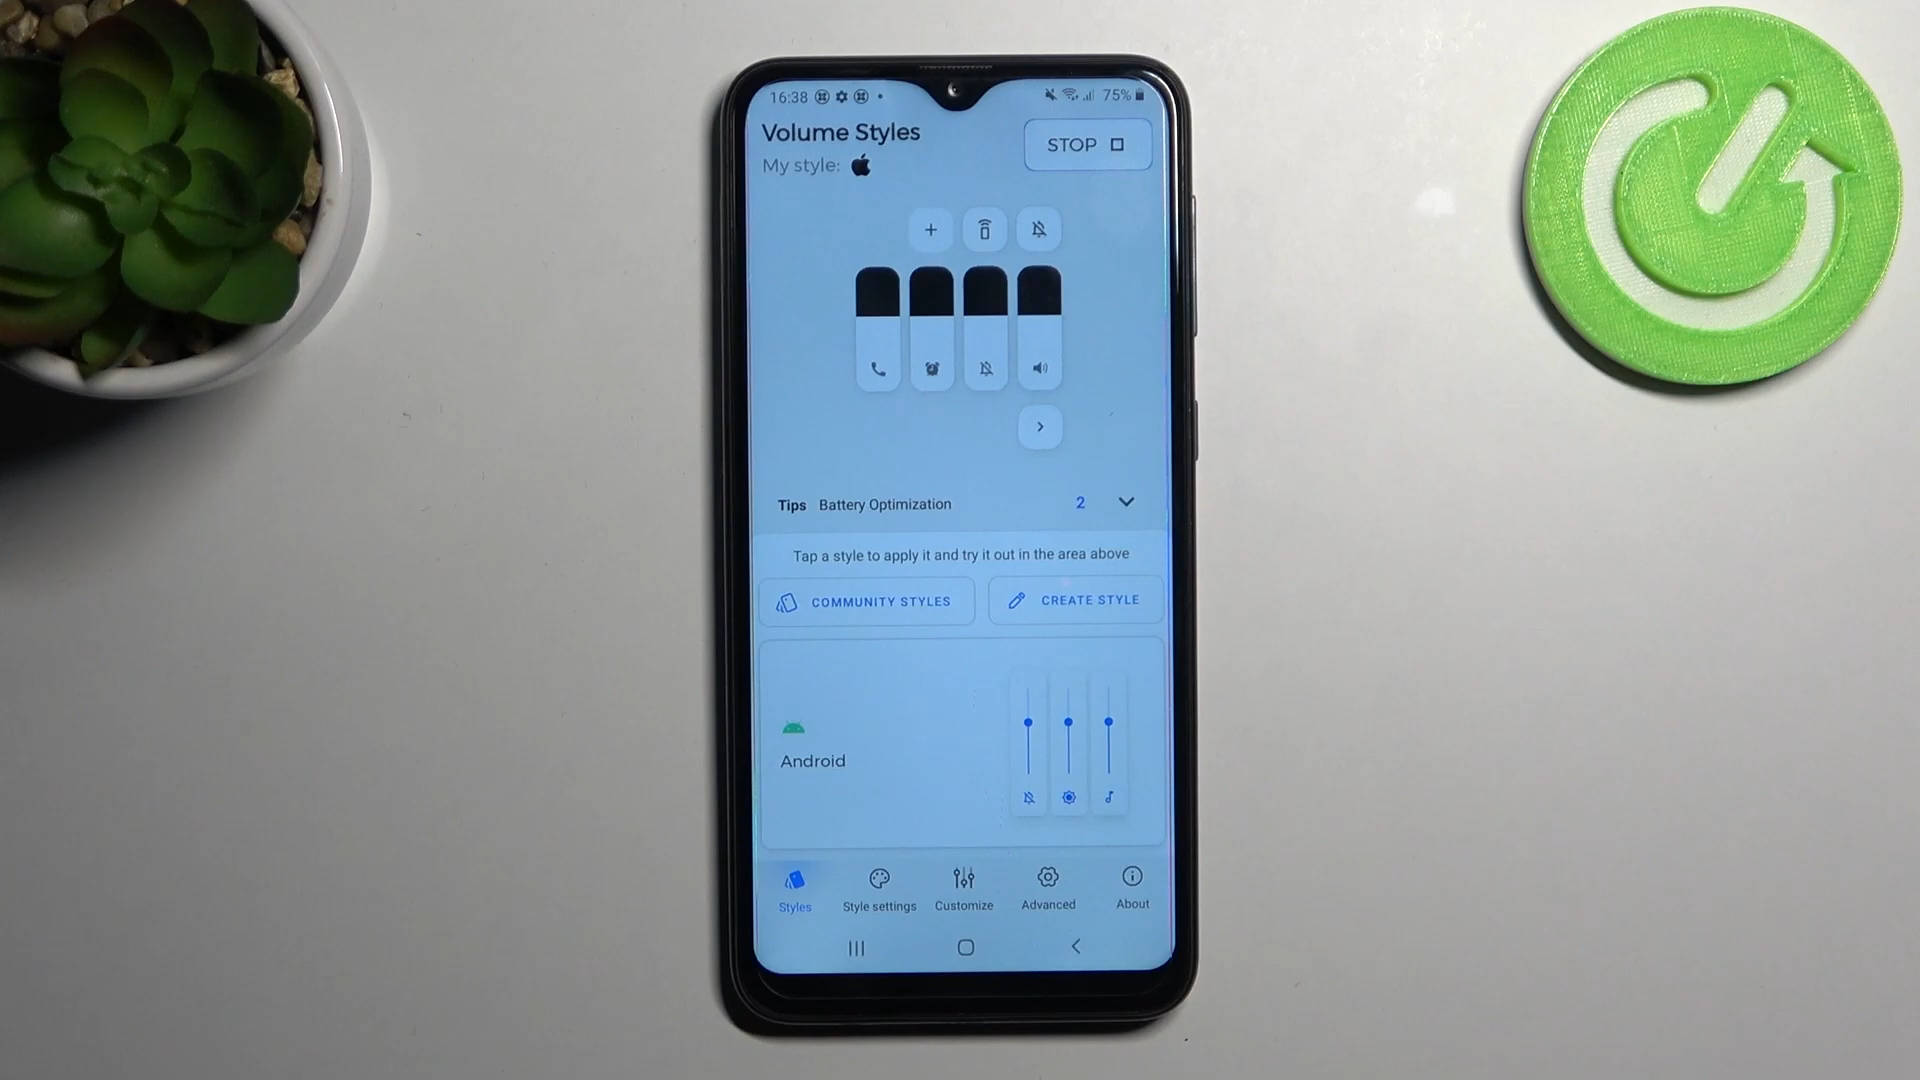 16:38
75%
Volume Styles
My style:
STOP
Tips Battery Optimization 2
Tap a style to apply it and try it out in the area above
COMMUNITY STYLES
CREATE STYLE
Android
Styles Style settings Customize Advanced About